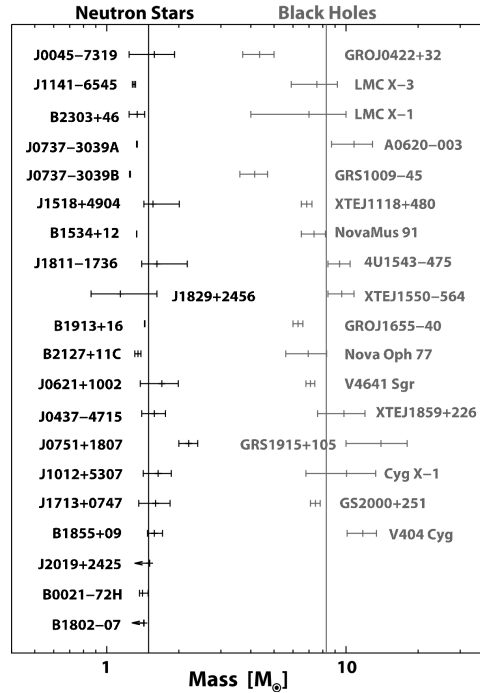 Neutron Stars Black Holes
J0045−7319 GROJ0422+32
J1141−6545 LMC X−3
B2303+46 LMC X−1
J0737−3039A A0620−003
J0737−3039B GRS1009−45
J1518+4904 XTEJ1118+480
B1534+12 NovaMus 91
J1811−1736 4U1543−475
J1829+2456 XTEJ1550−564
B1913+16 GROJ1655−40
B2127+11C Nova Oph 77
J0621+1002 V4641 Sgr
J0437−4715 XTEJ1859+226
J0751+1807 GRS1915+105
J1012+5307 Cyg X−1
J1713+0747 GS2000+251
B1855+09 V404 Cyg
J2019+2425
B0021−72H
B1802−07
1 10
Mass [M☉]